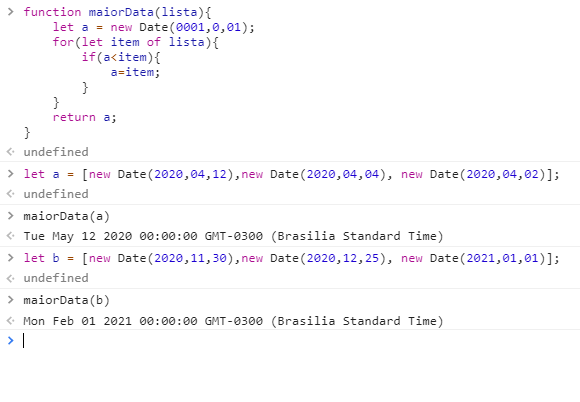 function maiorData(lista){
    let a = new Date(0001,0,01);
    for(let item of lista){
        if(a<item){
            a=item;
        }
    }
    return a;
}
undefined
let a = [new Date(2020,04,12),new Date(2020,04,04), new Date(2020,04,02)];
undefined
maiorData(a)
Tue May 12 2020 00:00:00 GMT-0300 (Brasilia Standard Time)
let b = [new Date(2020,11,30),new Date(2020,12,25), new Date(2021,01,01)];
undefined
maiorData(b)
Mon Feb 01 2021 00:00:00 GMT-0300 (Brasilia Standard Time)